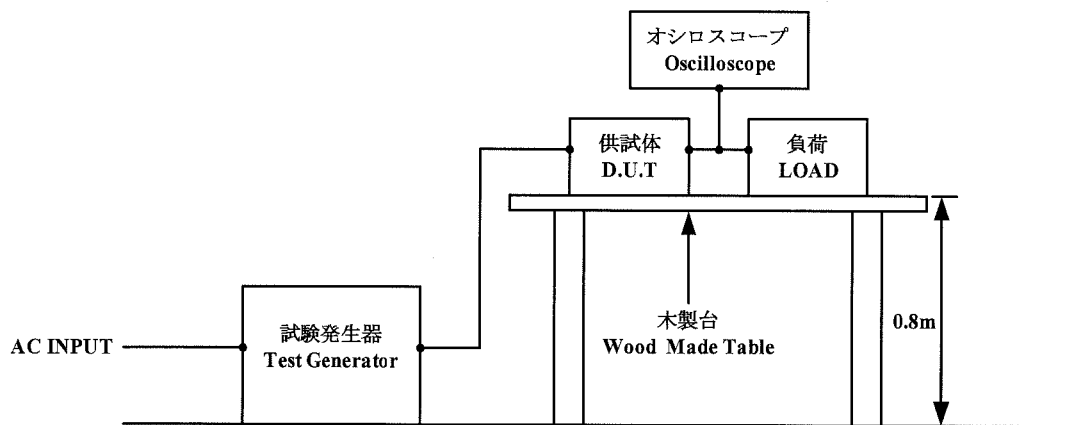 オシロスコープ
Oscilloscope
供試体
D.U.T
負荷
LOAD
試験発生器
Test Generator
AC INPUT
木製台
Wood Made Table
0.8m